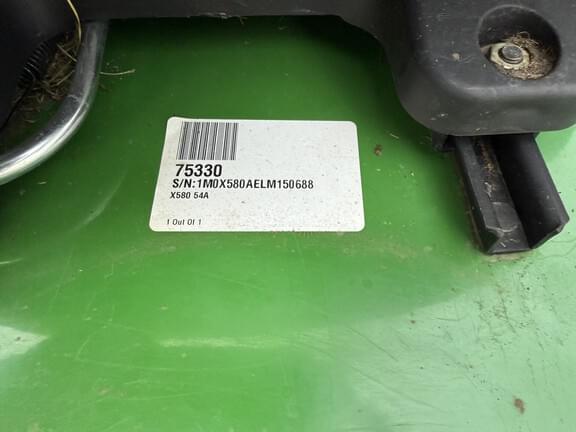 75330
S/N:1M0X580AELM150688
X580 54A
1 Out Of 1